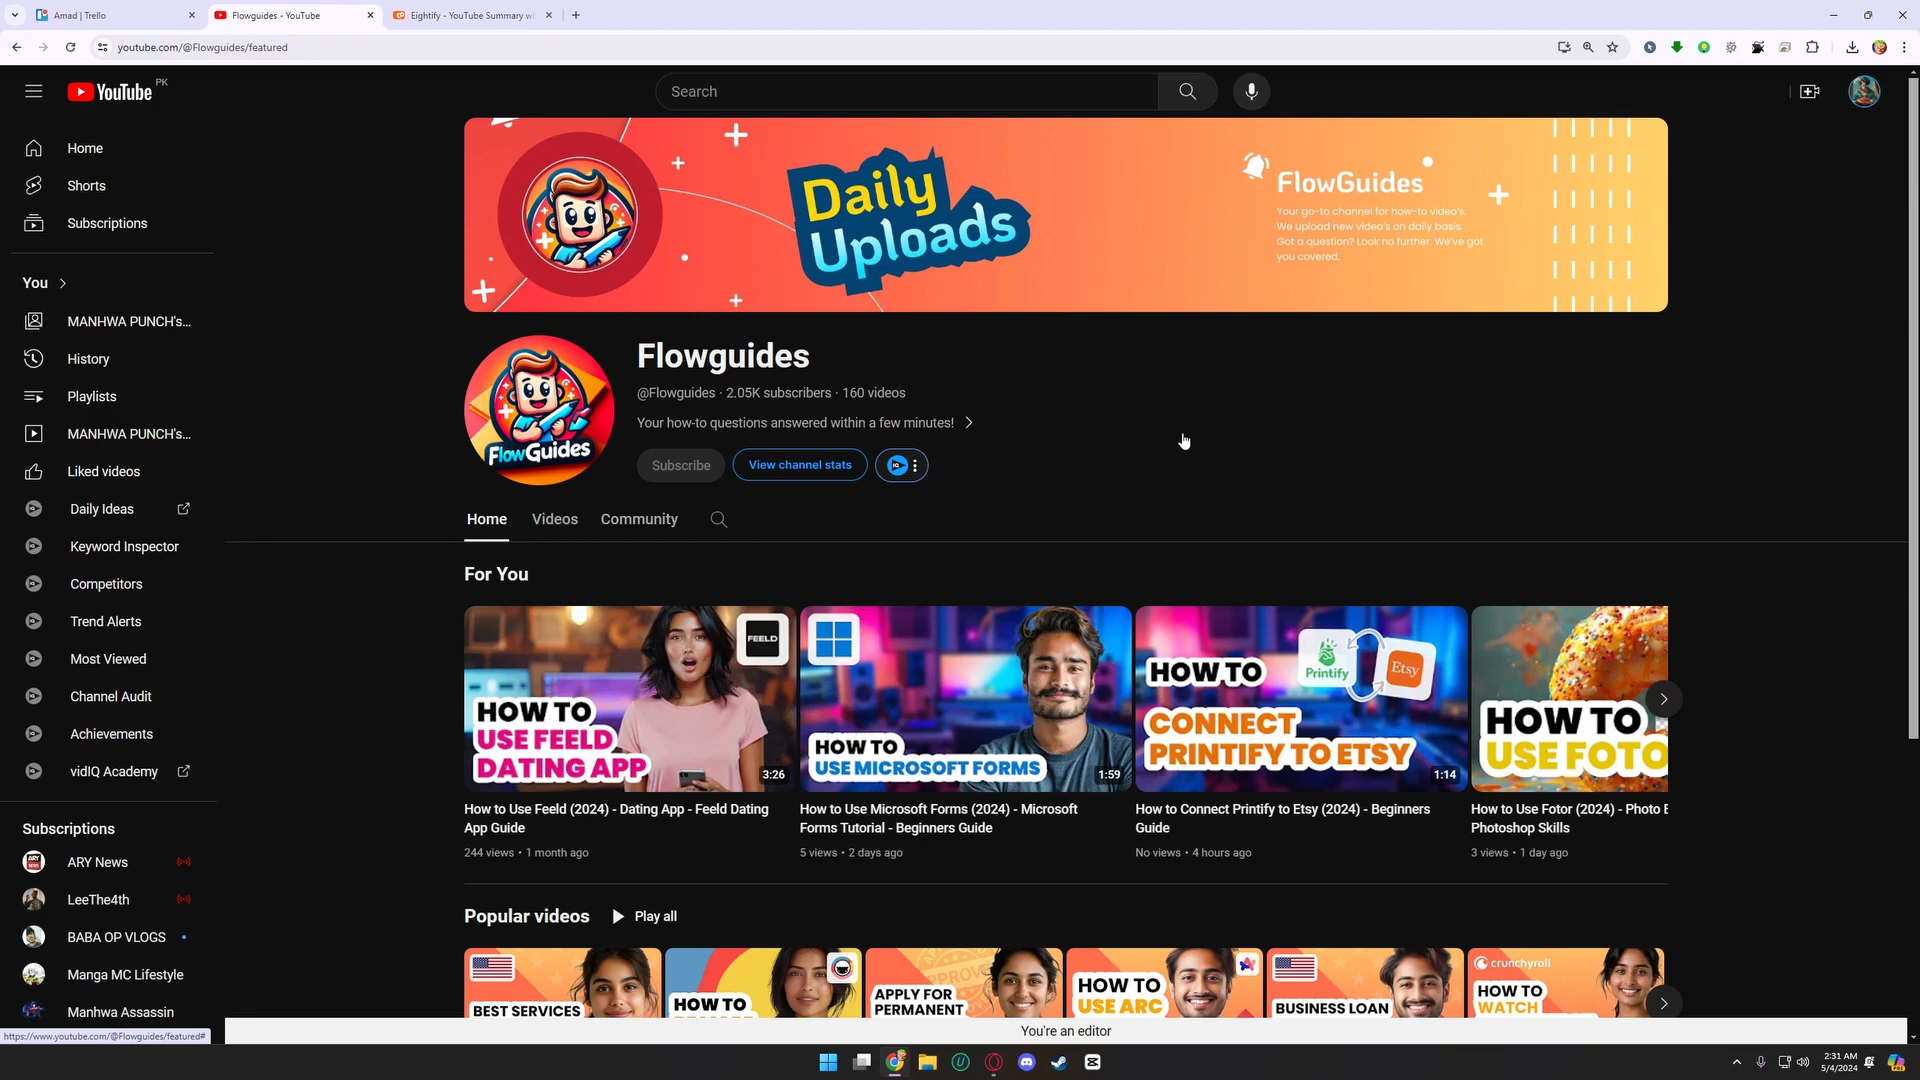 Amad | Trello
Flowguides - YouTube
Eightify - YouTube Summary wi
youtube.com/@Flowguides/featured
YouTube PK
Search
Home
Shorts
Subscriptions
You
MANHWA PUNCH's...
History
Playlists
MANHWA PUNCH's...
Liked videos
Daily Ideas
Keyword Inspector
Competitors
Trend Alerts
Most Viewed
Channel Audit
Achievements
vidIQ Academy
Subscriptions
ARY News
LeeThe4th
BABA OP VLOGS
Manga MC Lifestyle
Manhwa Assassin
https://www.youtube.com/@Flowguides/featured#
Daily
Uploads
FlowGuides
Your go-to channel for how-to video's.
We upload new video's on daily basis.
Got a question? Look no further. We've got
you covered.
FlowGuides
Flowguides
@Flowguides · 2.05K subscribers · 160 videos
Your how-to questions answered within a few minutes!
Subscribe
View channel stats
Home
Videos
Community
For You
FEELD
HOW TO
USE FEELD
DATING APP
3:26
HOW TO
USE MICROSOFT FORMS
1:59
HOW TO
Printify
Etsy
CONNECT
PRINTIFY TO ETSY
1:14
HOW TO
USE FOTO
How to Use Feeld (2024) - Dating App - Feeld Dating
App Guide
244 views • 1 month ago
How to Use Microsoft Forms (2024) - Microsoft
Forms Tutorial - Beginners Guide
5 views • 2 days ago
How to Connect Printify to Etsy (2024) - Beginners
Guide
No views • 4 hours ago
How to Use Fotor (2024) - Photo E
Photoshop Skills
3 views • 1 day ago
Popular videos
Play all
BEST SERVICES
HOW TO
APPLY FOR
PERMANENT
HOW TO
USE ARC
BUSINESS LOAN
crunchyroll
HOW TO
WATCH
You're an editor
2:31 AM
5/4/2024